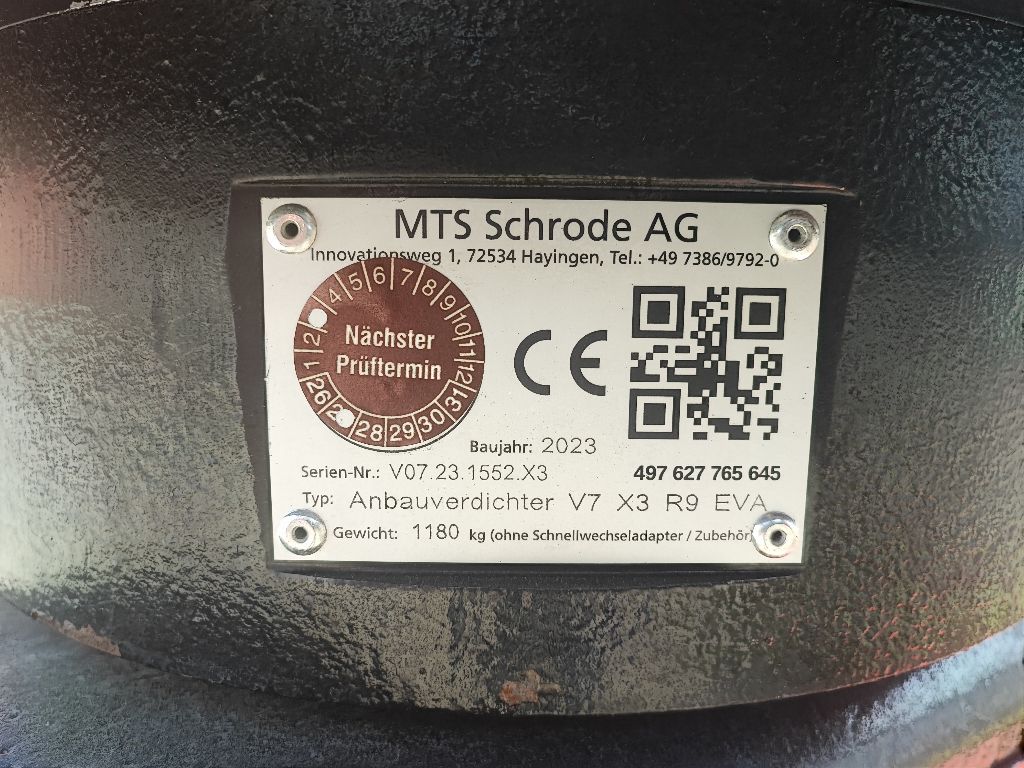 MTS Schrode AG
Innovationsweg 1, 72534 Hayingen, Tel.: +49 7386/9792-0
1 2 4 5 6 7 8 9 10 11 12
Nächster
Prüftermin
26 28 29 30 31
CE
Baujahr: 2023
Serien-Nr.: V07.23.1552.X3
497 627 765 645
Typ: Anbauverdichter V7 X3 R9 EVA
Gewicht: 1180 kg (ohne Schnellwechseladapter / Zubehör)